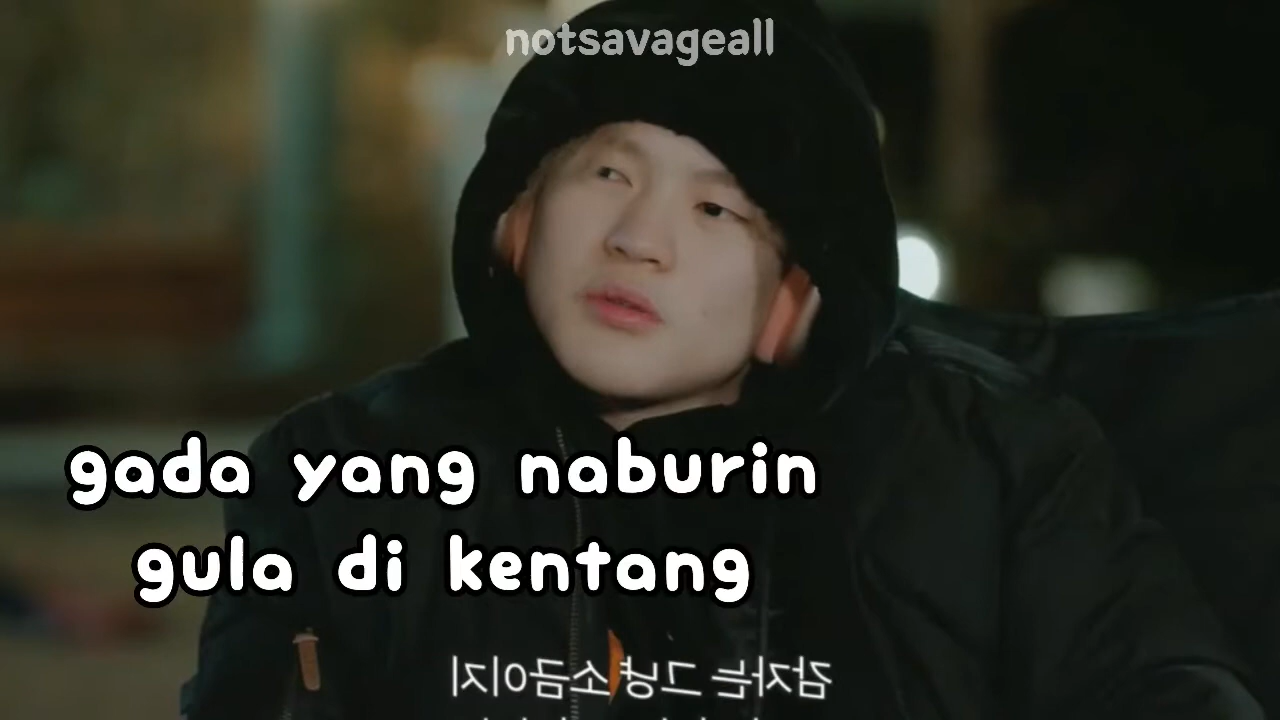 notsavageall
gada yang naburin
gula di kentang
감자는 그냥 소금이지